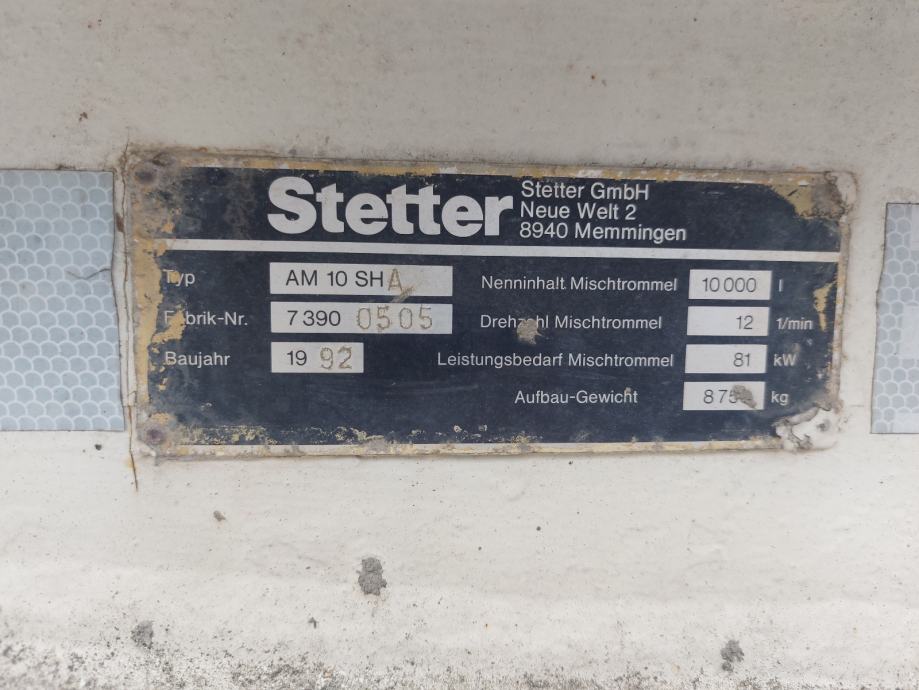 Stetter
Stetter GmbH
Neue Welt 2
8940 Memmingen
Typ AM 10 SHA
Fabrik-Nr. 7 390 0505
Baujahr 19 92
Nenninhalt Mischtrommel 10 000 l
Drehzahl Mischtrommel 12 1/min
Leistungsbedarf Mischtrommel 81 kW
Aufbau-Gewicht kg